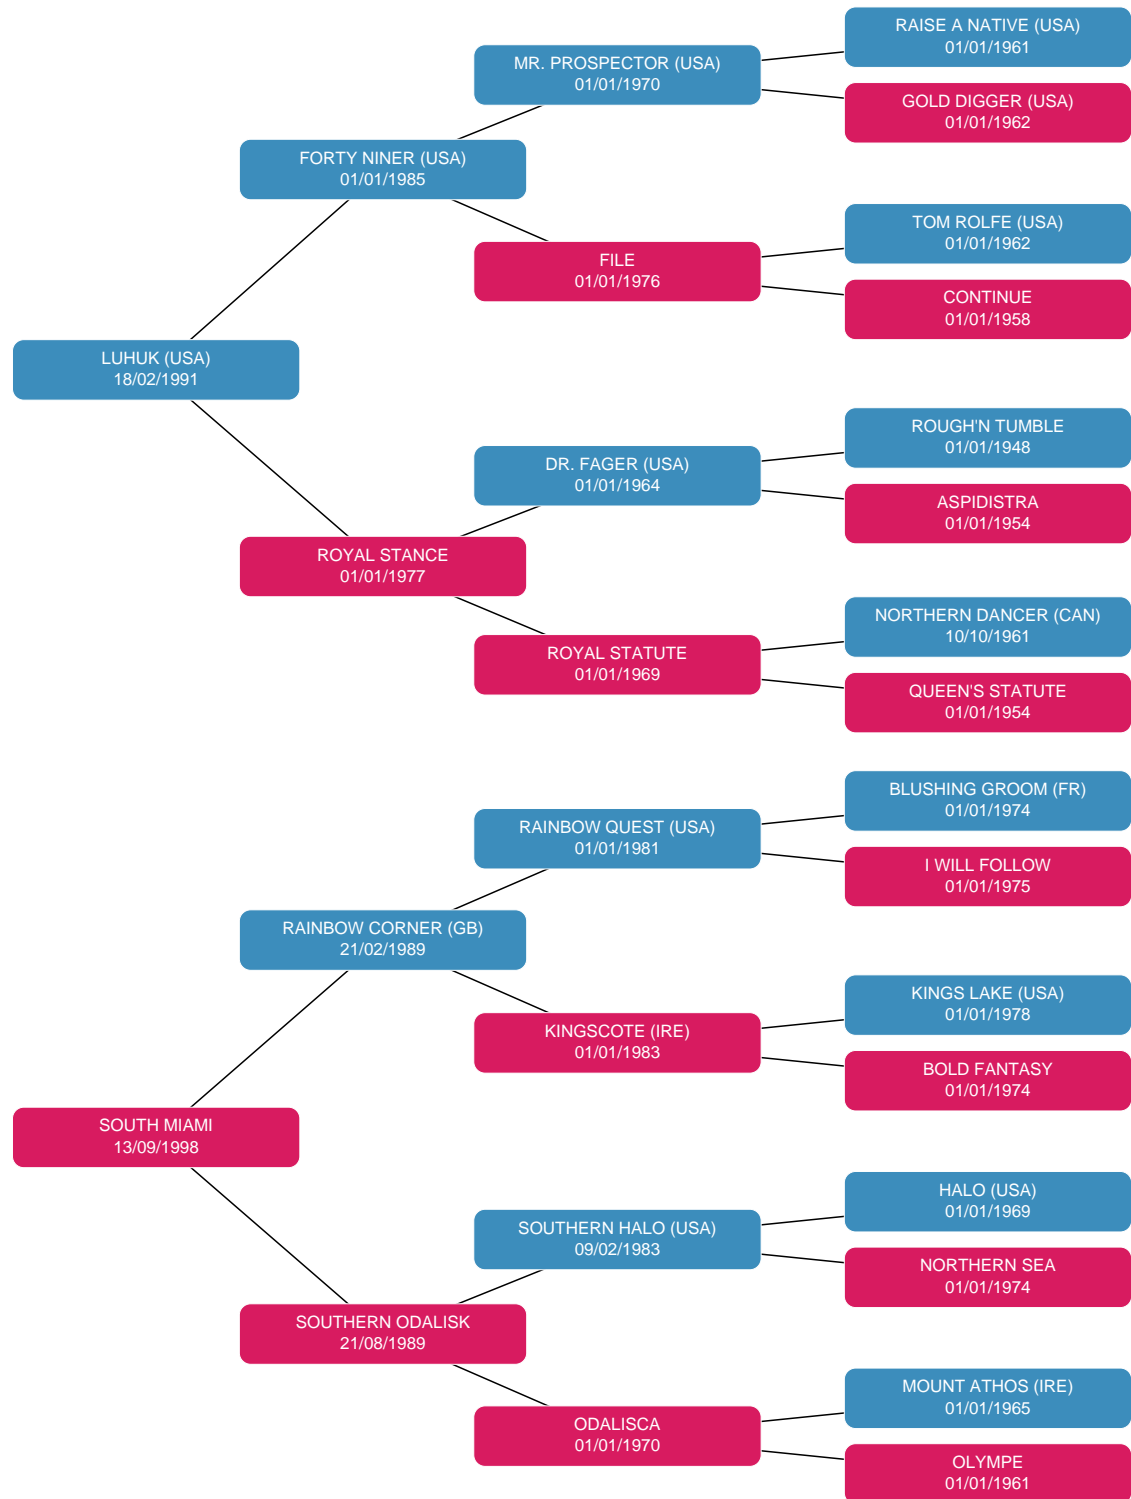 RAISE A NATIVE (USA)
01/01/1961
MR. PROSPECTOR (USA)
01/01/1970
GOLD DIGGER (USA)
01/01/1962
FORTY NINER (USA)
01/01/1985
TOM ROLFE (USA)
01/01/1962
FILE
01/01/1976
CONTINUE
01/01/1958
LUHUK (USA)
18/02/1991
ROUGH'N TUMBLE
01/01/1948
DR. FAGER (USA)
01/01/1964
ASPIDISTRA
01/01/1954
ROYAL STANCE
01/01/1977
NORTHERN DANCER (CAN)
10/10/1961
ROYAL STATUTE
01/01/1969
QUEEN'S STATUTE
01/01/1954
BLUSHING GROOM (FR)
01/01/1974
RAINBOW QUEST (USA)
01/01/1981
I WILL FOLLOW
01/01/1975
RAINBOW CORNER (GB)
21/02/1989
KINGS LAKE (USA)
01/01/1978
KINGSCOTE (IRE)
01/01/1983
BOLD FANTASY
01/01/1974
SOUTH MIAMI
13/09/1998
HALO (USA)
01/01/1969
SOUTHERN HALO (USA)
09/02/1983
NORTHERN SEA
01/01/1974
SOUTHERN ODALISK
21/08/1989
MOUNT ATHOS (IRE)
01/01/1965
ODALISCA
01/01/1970
OLYMPE
01/01/1961